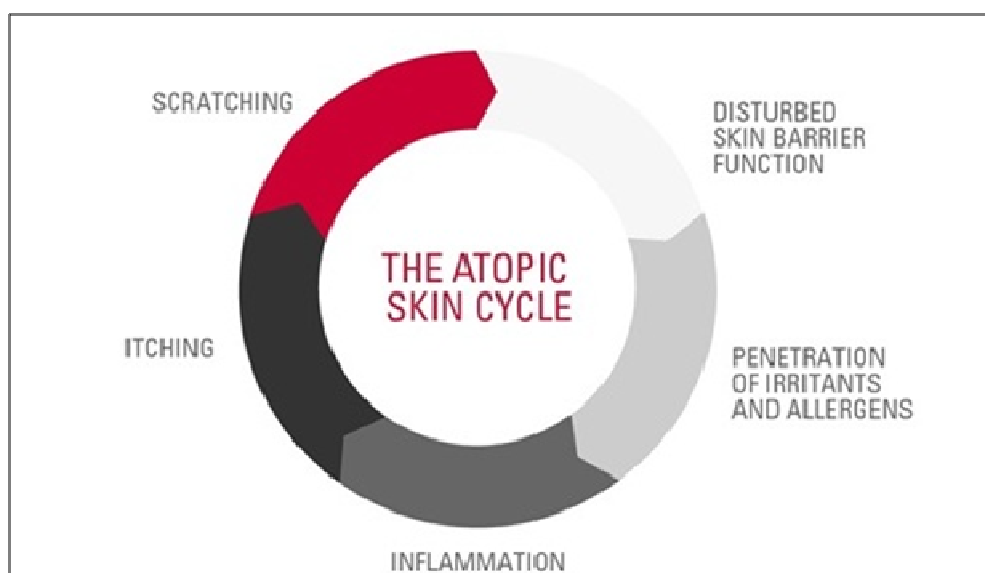 SCRATCHING
DISTURBED
SKIN BARRIER
FUNCTION
THE ATOPIC
SKIN CYCLE
ITCHING
PENETRATION
OF IRRITANTS
AND ALLERGENS
INFLAMMATION